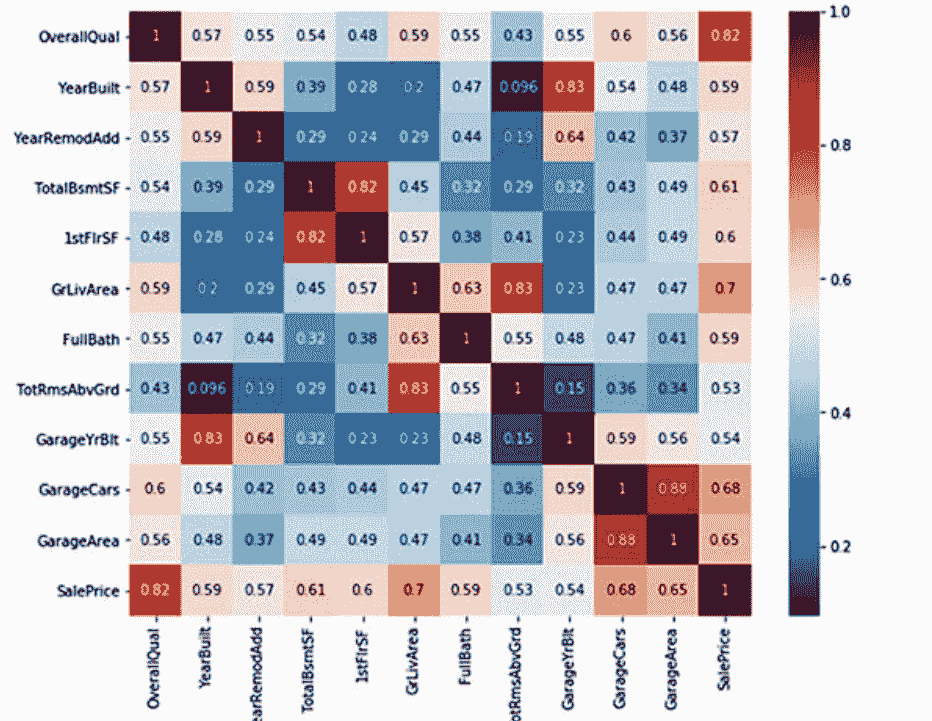 OverallQual 1 0.57 0.55 0.54 0.48 0.59 0.55 0.43 0.55 0.6 0.56 0.82
YearBuilt 0.57 1 0.59 0.39 0.28 0.2 0.47 0.096 0.83 0.54 0.48 0.59
YearRemodAdd 0.55 0.59 1 0.29 0.24 0.29 0.44 0.19 0.64 0.42 0.37 0.57
TotalBsmtSF 0.54 0.39 0.29 1 0.82 0.45 0.32 0.29 0.32 0.43 0.49 0.61
1stFlrSF 0.48 0.28 0.24 0.82 1 0.57 0.38 0.41 0.23 0.44 0.49 0.6
GrLivArea 0.59 0.2 0.29 0.45 0.57 1 0.63 0.83 0.23 0.47 0.47 0.7
FullBath 0.55 0.47 0.44 0.32 0.38 0.63 1 0.55 0.48 0.47 0.41 0.59
TotRmsAbvGrd 0.43 0.096 0.19 0.29 0.41 0.83 0.55 1 0.15 0.36 0.34 0.53
GarageYrBlt 0.55 0.83 0.64 0.32 0.23 0.23 0.48 0.15 1 0.59 0.56 0.54
GarageCars 0.6 0.54 0.42 0.43 0.44 0.47 0.47 0.36 0.59 1 0.88 0.68
GarageArea 0.56 0.48 0.37 0.49 0.49 0.47 0.41 0.34 0.56 0.88 1 0.65
SalePrice 0.82 0.59 0.57 0.61 0.6 0.7 0.59 0.53 0.54 0.68 0.65 1
OverallQual
YearBuilt
earRemodAdd
TotalBsmtSF
1stFlrSF
GrLivArea
FullBath
otRmsAbvGrd
GarageYrBlt
GarageCars
GarageArea
SalePrice
1.0
0.8
0.6
0.4
0.2